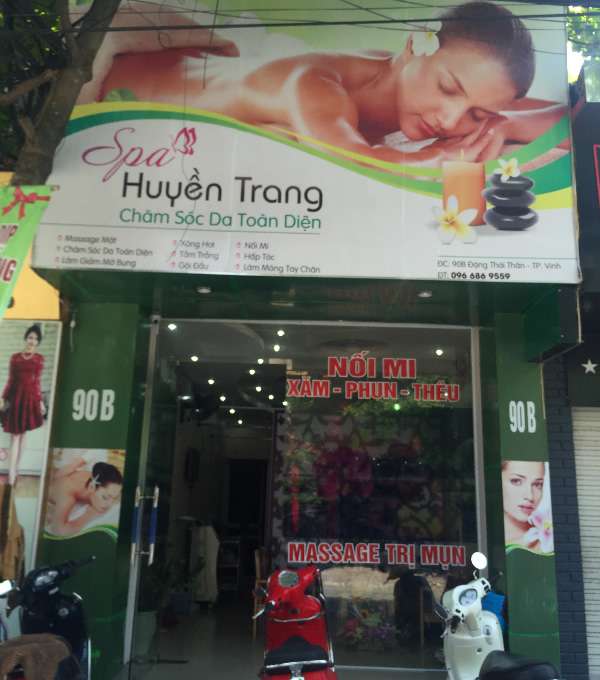 Spa
Huyền Trang
Chăm Sóc Da Toàn Diện
Massage Mắt
Chăm Sóc Da Toàn Diện
Làm Giảm Mỡ Bụng
Xông Hơi
Tắm Trắng
Gội Đầu
Nối Mi
Hấp Tóc
Làm Móng Tay Chân
ĐC: 90B Đặng Thái Thân - TP. Vinh
ĐT: 096 686 9559
NỐI MI
XĂM - PHUN - THÊU
90B
90B
MASSAGE TRỊ MỤN